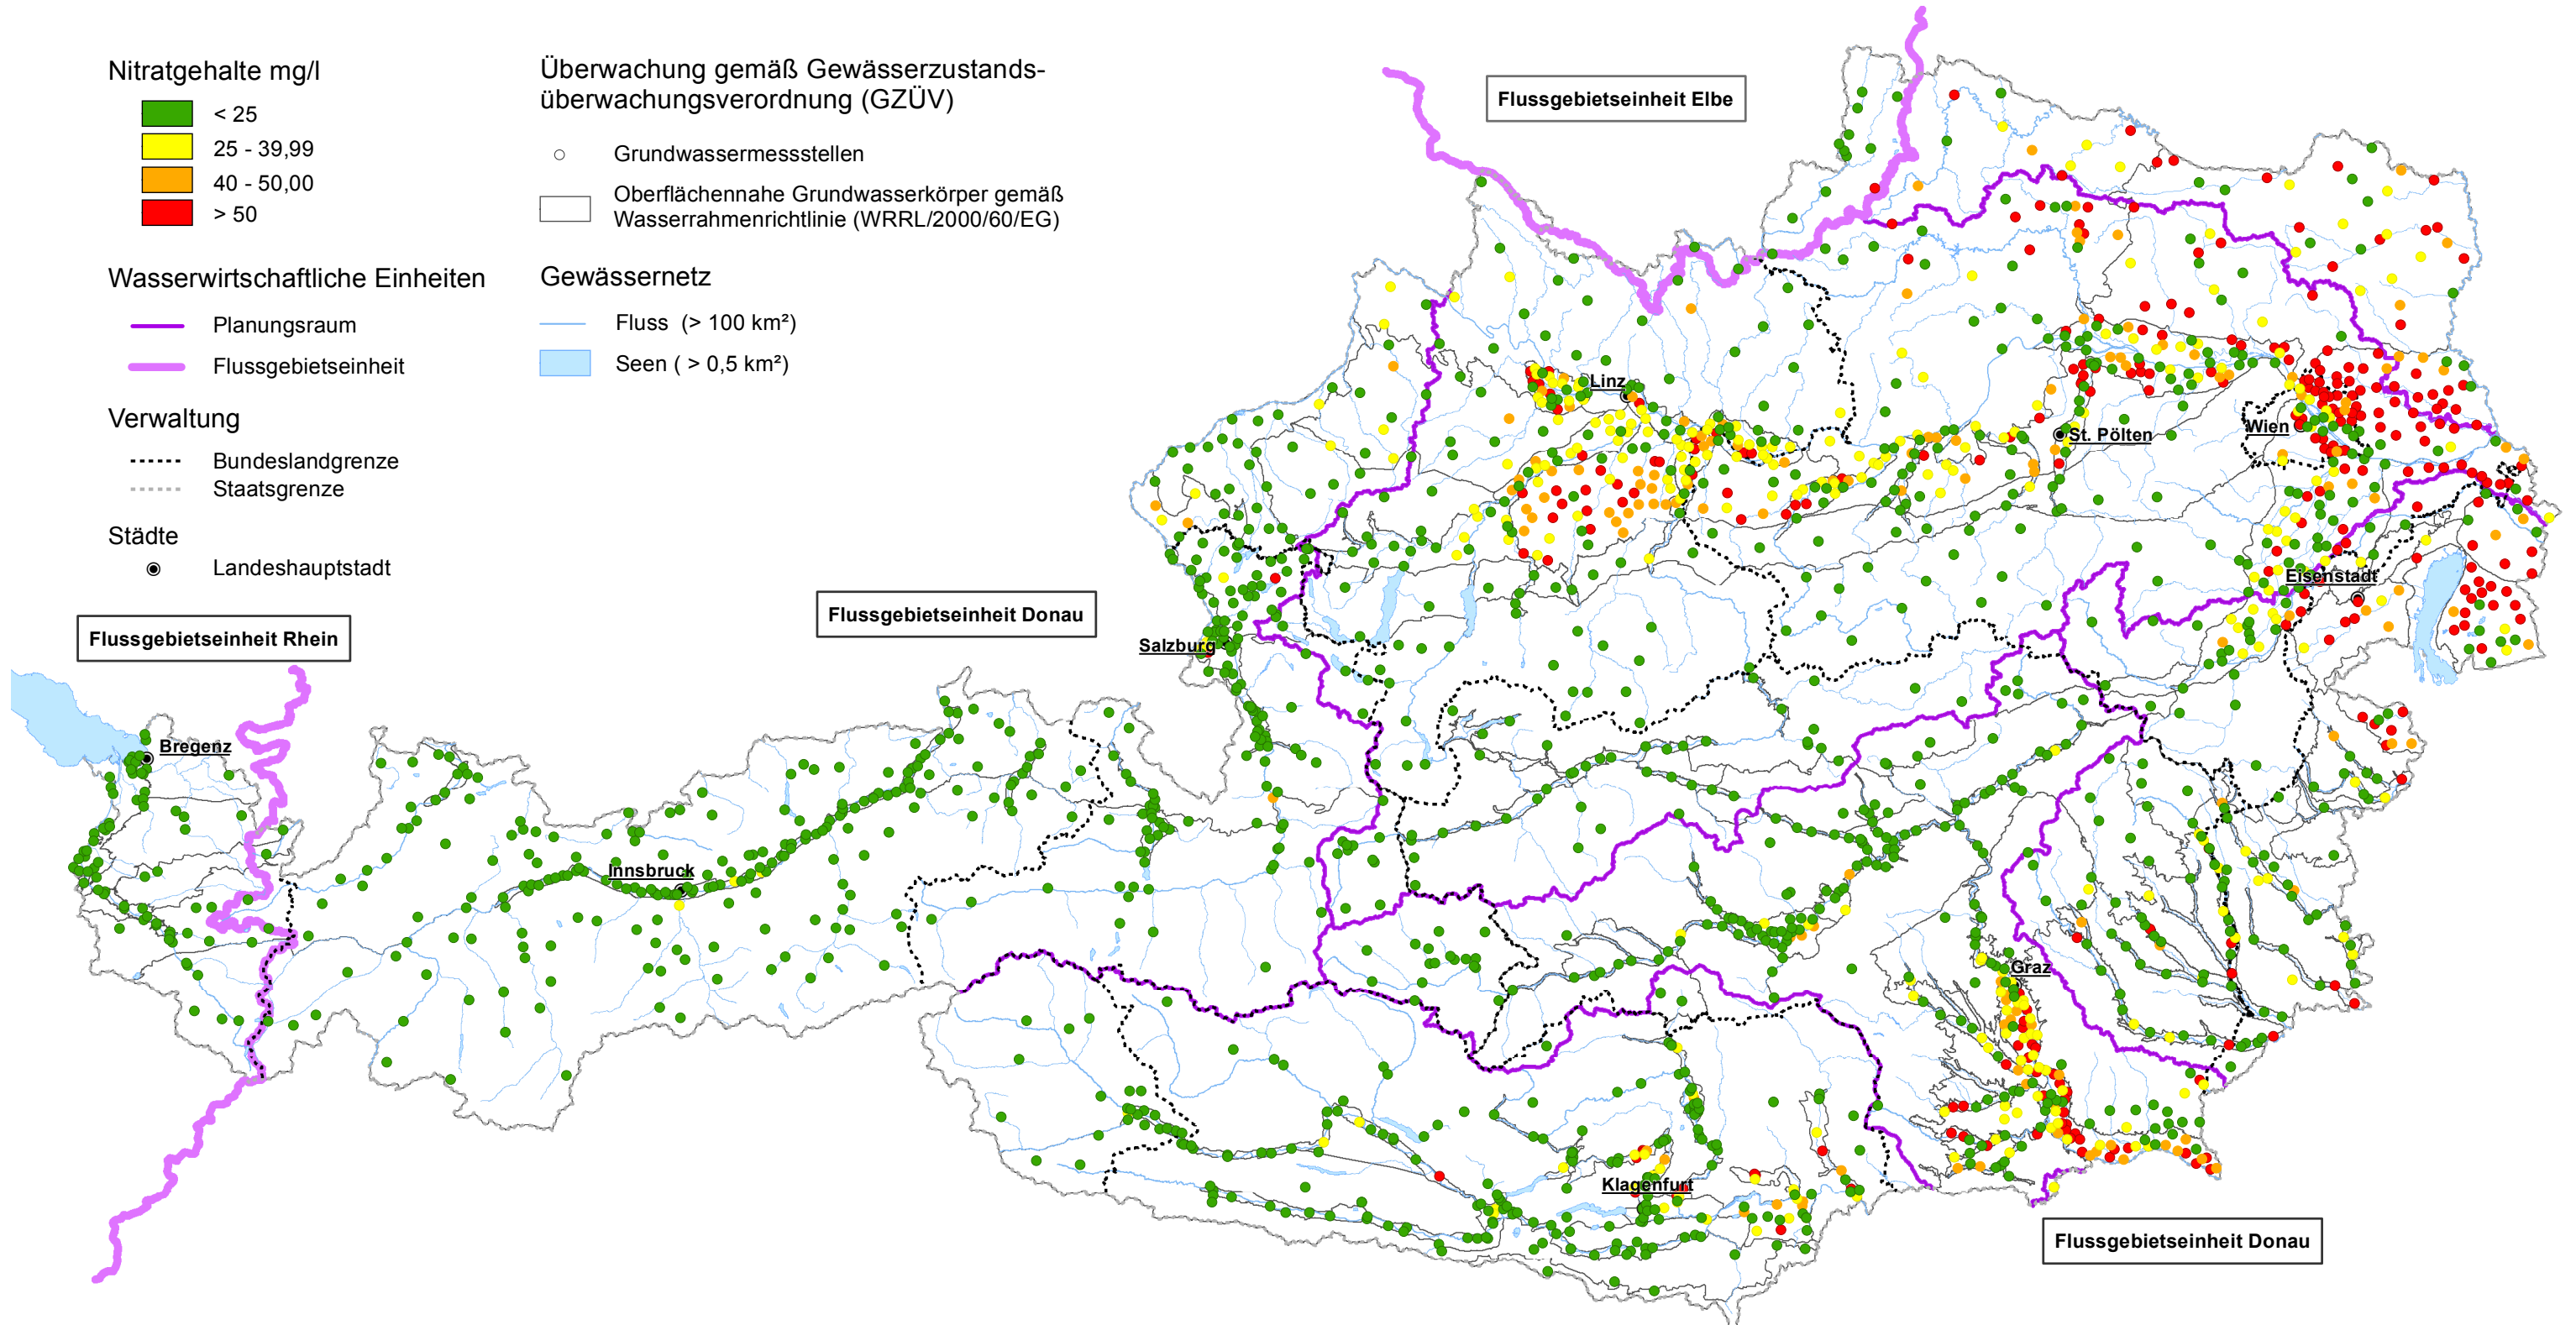 Nitratgehalte mg/l
< 25
25 - 39,99
40 - 50,00
> 50
Wasserwirtschaftliche Einheiten
Planungsraum
Flussgebietseinheit
Verwaltung
Bundeslandgrenze
Staatsgrenze
Städte
Landeshauptstadt
Überwachung gemäß Gewässerzustands-
überwachungsverordnung (GZÜV)
Grundwassermessstellen
Oberflächennahe Grundwasserkörper gemäß
Wasserrahmenrichtlinie (WRRL/2000/60/EG)
Gewässernetz
Fluss (> 100 km²)
Seen ( > 0,5 km²)
Flussgebietseinheit Elbe
Flussgebietseinheit Donau
Flussgebietseinheit Rhein
Linz
St. Pölten
Wien
Eisenstadt
Salzburg
Bregenz
Innsbruck
Graz
Klagenfurt
Flussgebietseinheit Donau